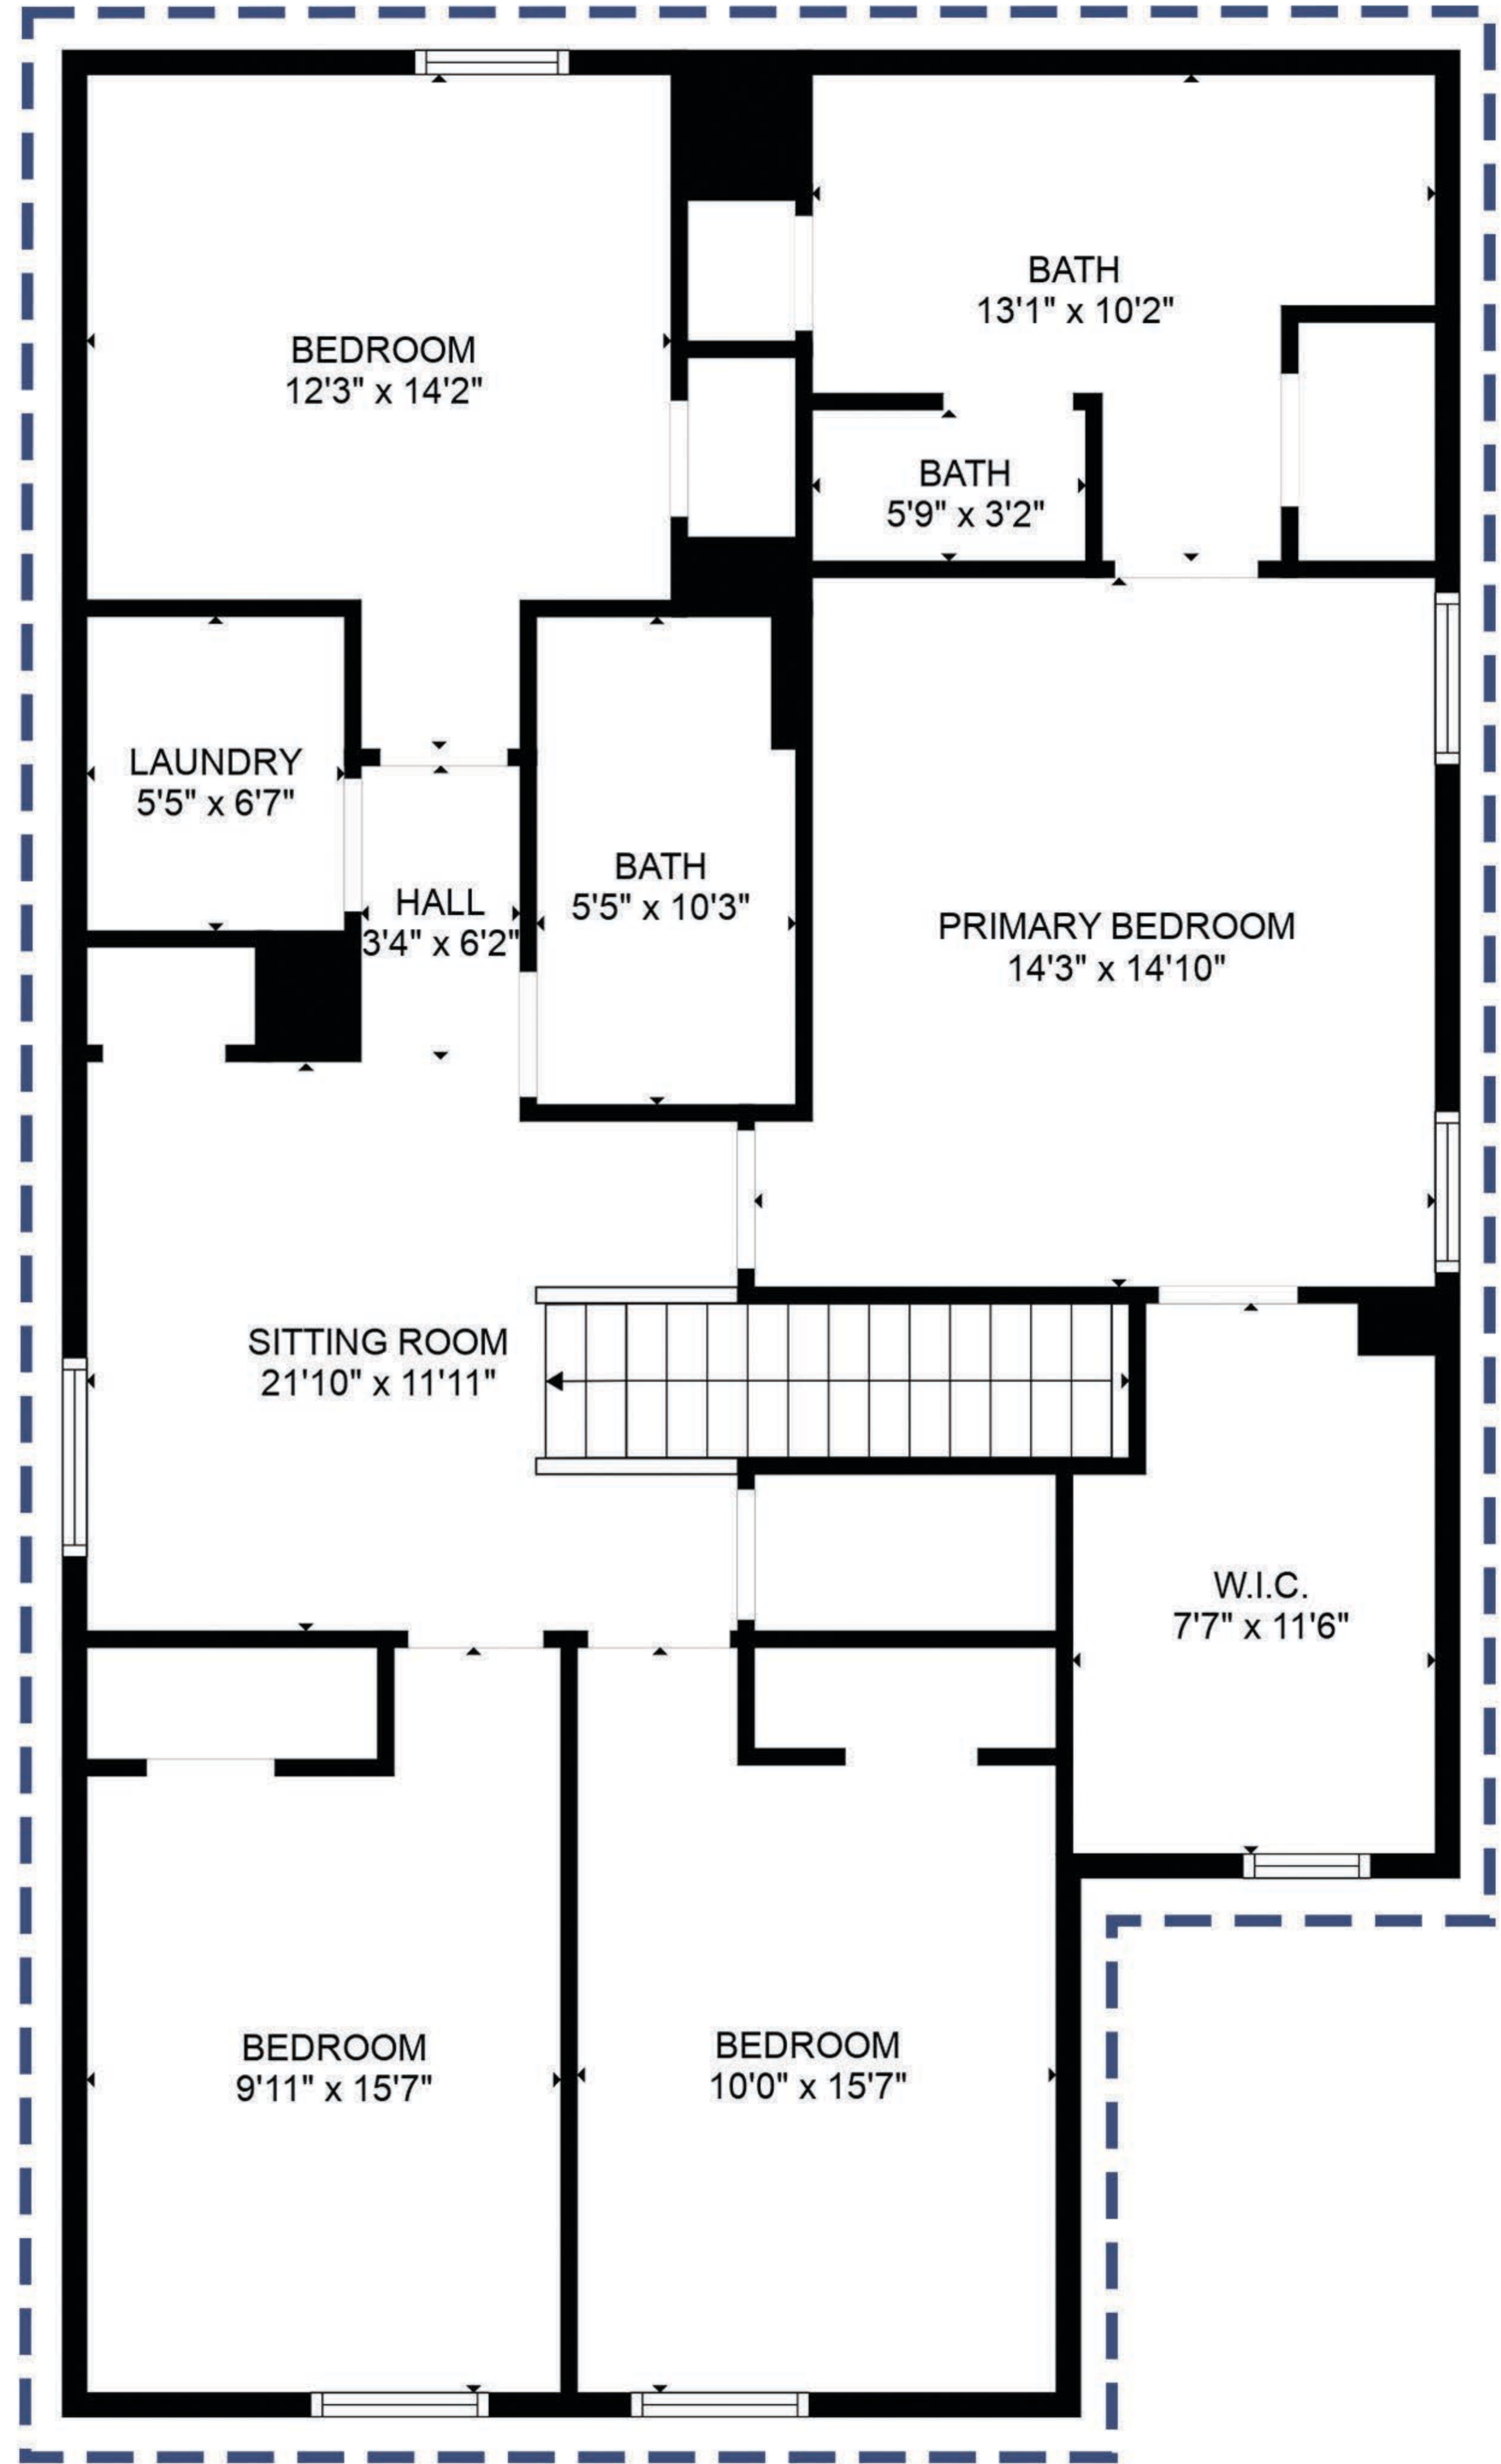 BATH
13'1" x 10'2"
BEDROOM
12'3" x 14'2"
BATH
5'9" x 3'2"
LAUNDRY
5'5" x 6'7"
BATH
5'5" x 10'3"
HALL
3'4" x 6'2"
PRIMARY BEDROOM
14'3" x 14'10"
SITTING ROOM
21'10" x 11'11"
W.I.C.
7'7" x 11'6"
BEDROOM
9'11" x 15'7"
BEDROOM
10'0" x 15'7"